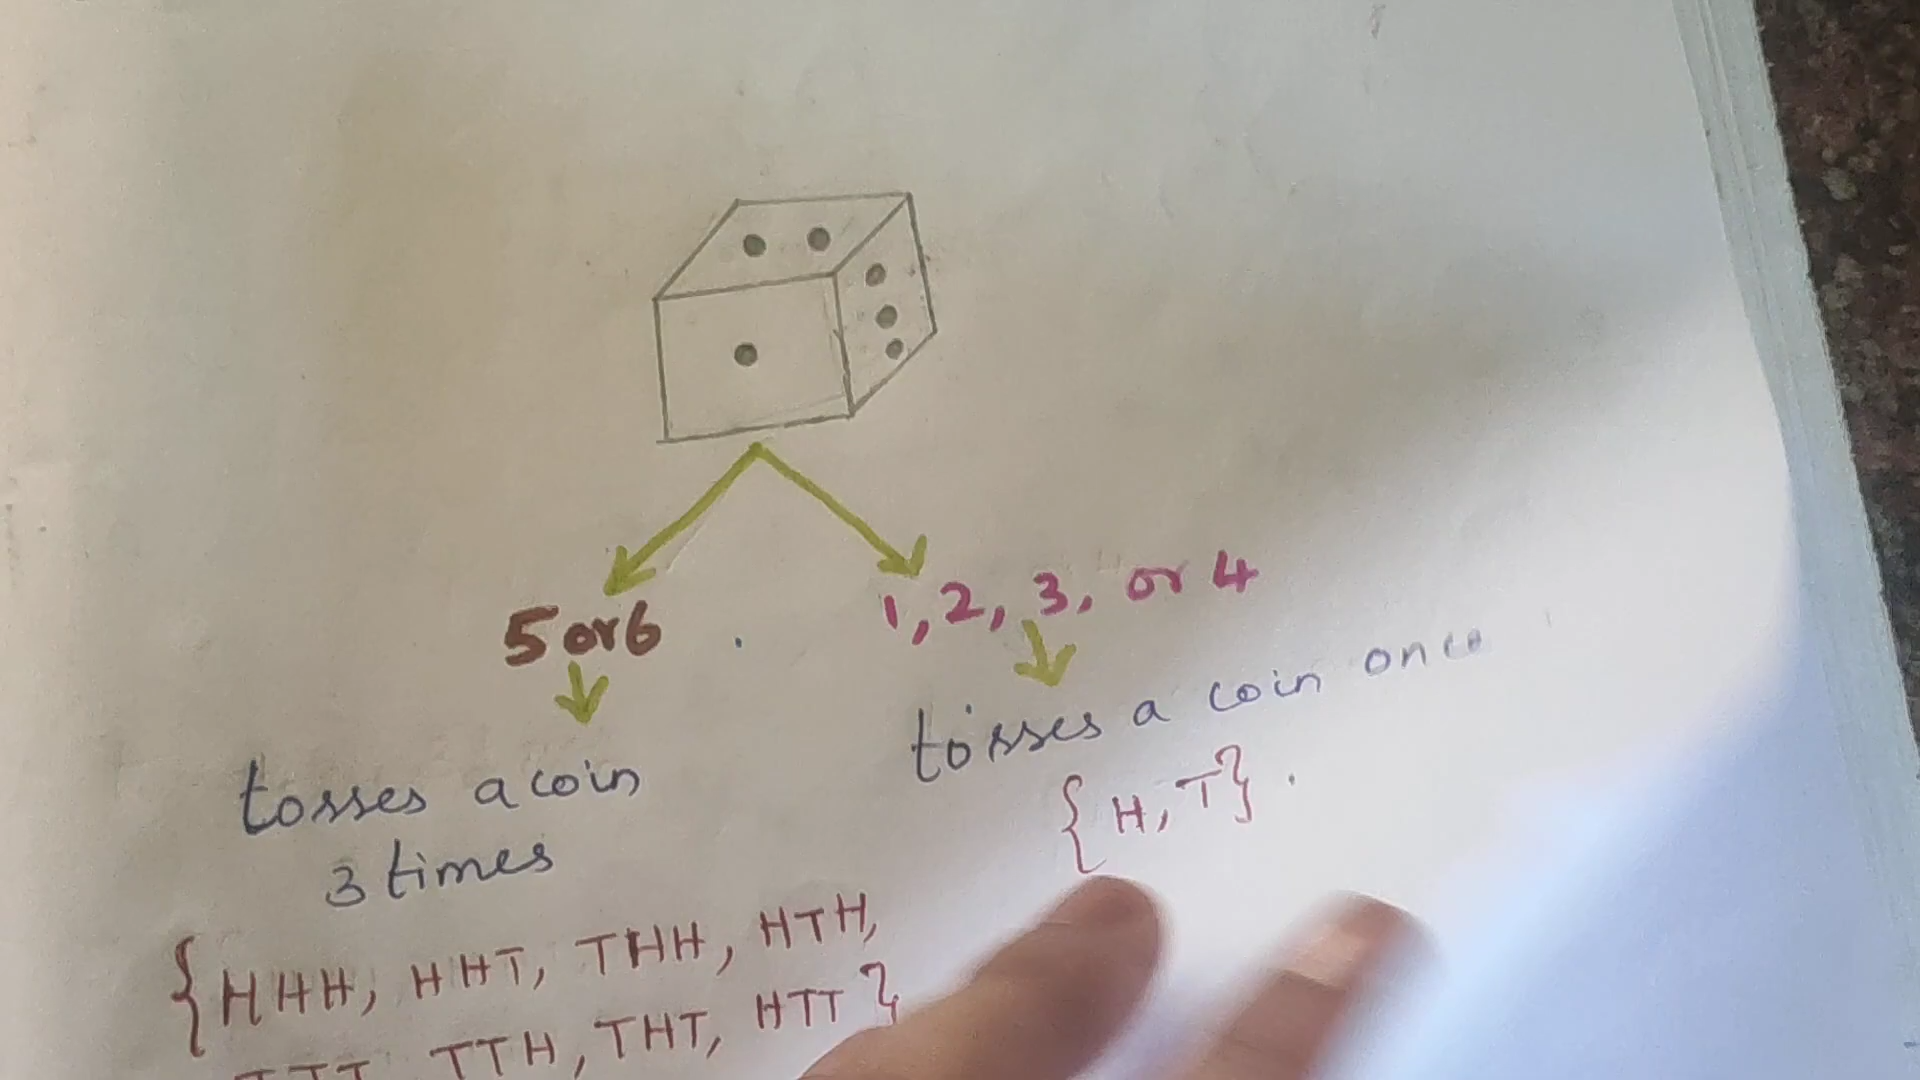 5 or 6
1, 2, 3, or 4
tosses a coin once
{H, T}.
tosses a coin
3 times
{HHH, HHT, THH, HTH,
TTT, TTH, THT, HTT}